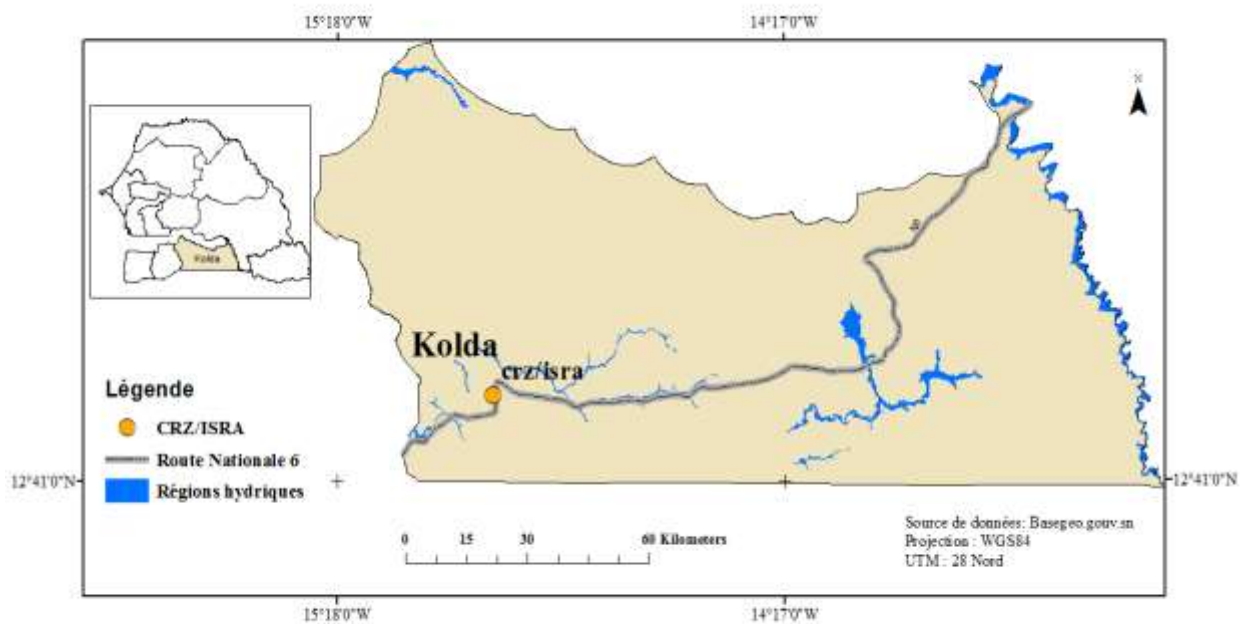 15°18'0"W
14°17'0"W
N
Kolda
Kolda
crz/isra
Légende
CRZ/ISRA
Route Nationale 6
Régions hydriques
12°41'0"N
12°41'0"N
0 15 30 60 Kilometers
Source de données: Basegeo.gouv.sn
Projection : WGS84
UTM : 28 Nord
15°18'0"W
14°17'0"W